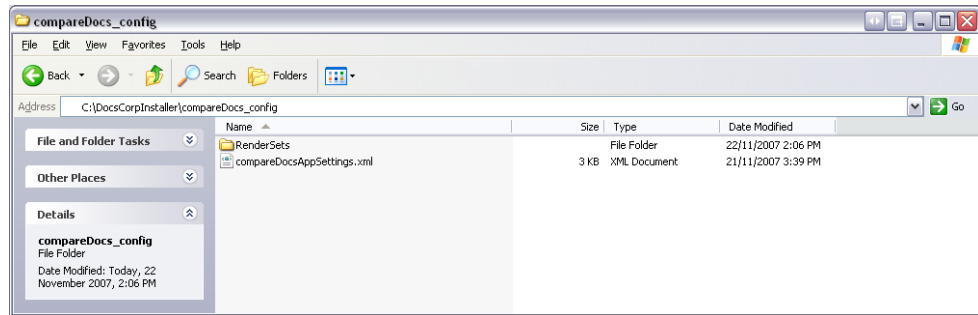 compareDocs_config
File Edit View Favorites Tools Help
Back Search Folders
Address C:\DocsCorpInstaller\compareDocs_config Go
File and Folder Tasks
Other Places
Details
compareDocs_config
File Folder
Date Modified: Today, 22
November 2007, 2:06 PM
Name Size Type Date Modified
RenderSets File Folder 22/11/2007 2:06 PM
compareDocsAppSettings.xml 3 KB XML Document 21/11/2007 3:39 PM